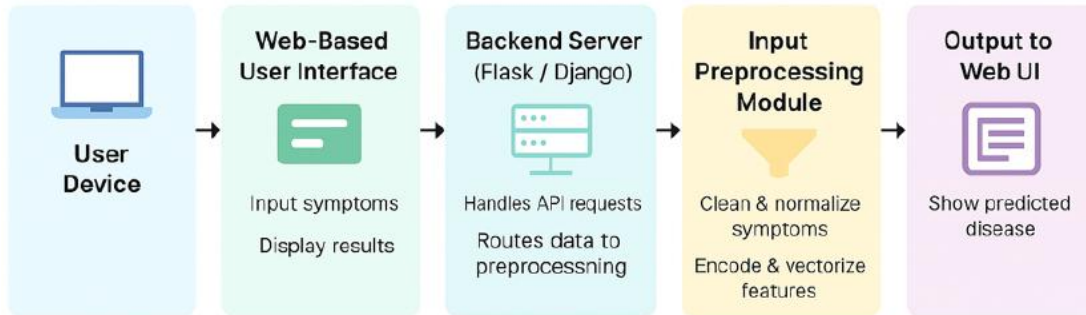 User
Device
Web-Based
User Interface
Input symptoms
Display results
Backend Server
(Flask / Django)
Handles API requests
Routes data to
preprocessning
Input
Preprocessing
Module
Clean & normalize
symptoms
Encode & vectorize
features
Output to
Web UI
Show predicted
disease